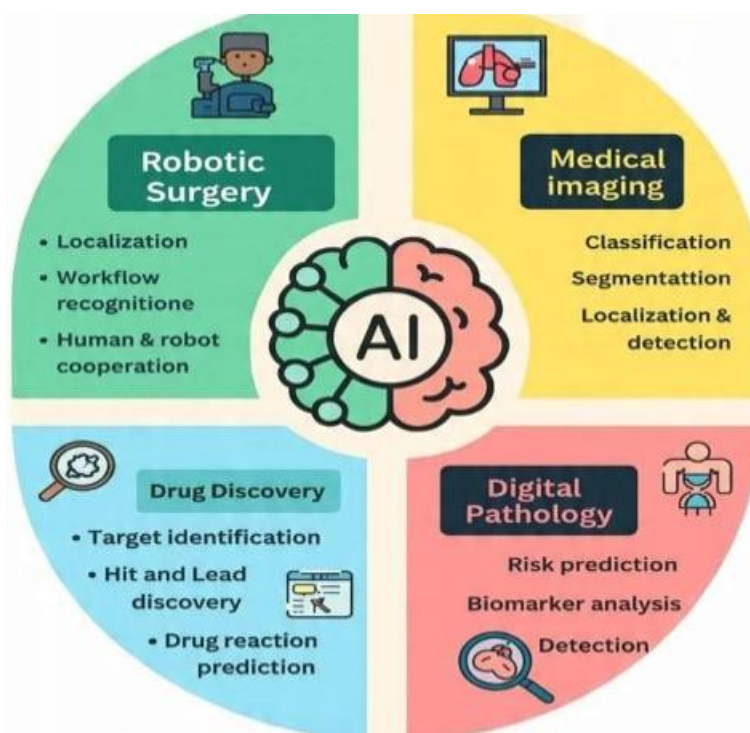 Robotic
Surgery
• Localization
• Workflow
recognitione
• Human & robot
cooperation
Medical
imaging
Classification
Segmentattion
Localization &
detection
AI
Drug Discovery
• Target identification
• Hit and Lead
discovery
• Drug reaction
prediction
Digital
Pathology
Risk prediction
Biomarker analysis
Detection